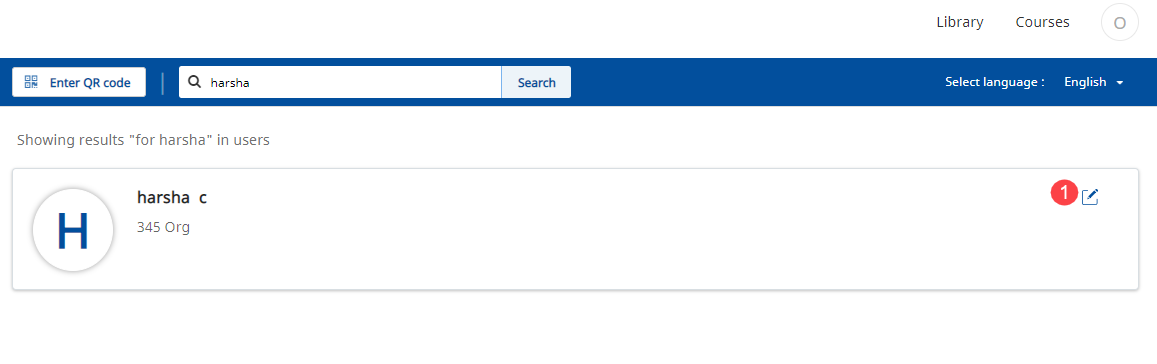 Library Courses O
Enter QR code harsha Search Select language : English
Showing results "for harsha" in users
H
harsha c
1
345 Org